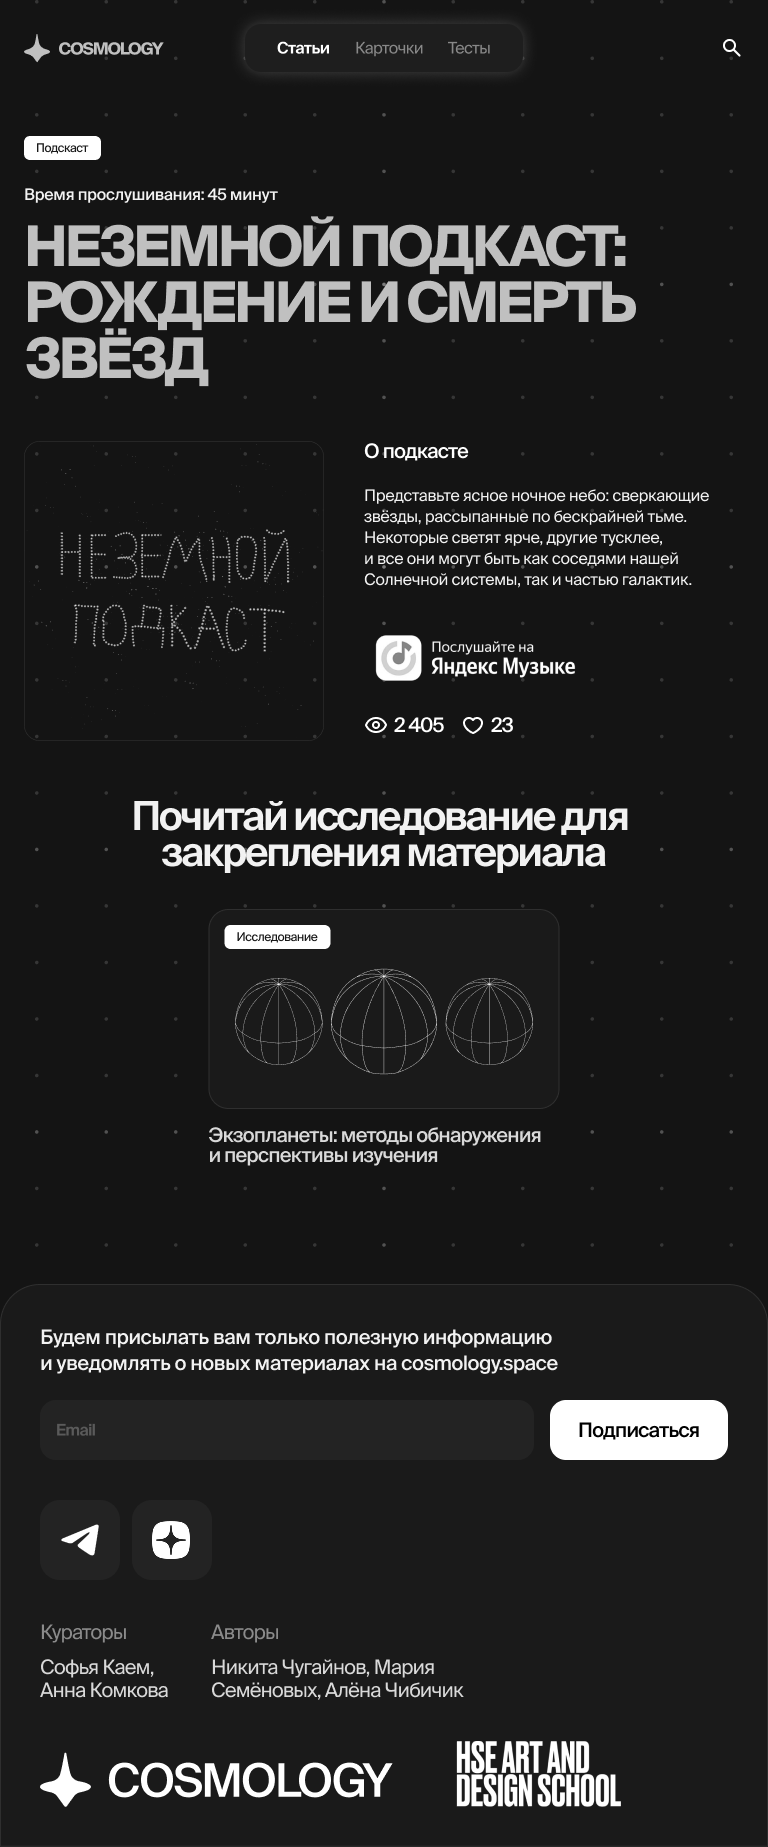 COSMOLOGY
Статьи
Карточки
Тесты
Подскаст
Время прослушивания: 45 минут
НЕЗЕМНОЙ ПОДКАСТ:
РОЖДЕНИЕ И СМЕРТЬ
ЗВЁЗД
НЕЗЕМНОЙ
ПОДКАСТ
О подкасте
Представьте ясное ночное небо: сверкающие
звёзды, рассыпанные по бескрайней тьме.
Некоторые светят ярче, другие тусклее,
и все они могут быть как соседями нашей
Солнечной системы, так и частью галактик.
Послушайте на
Яндекс Музыке
2 405
23
Почитай исследование для
закрепления материала
Исследование
Экзопланеты: методы обнаружения
и перспективы изучения
Будем присылать вам только полезную информацию
и уведомлять о новых материалах на cosmology.space
Email
Подписаться
Кураторы
Софья Каем,
Анна Комкова
Авторы
Никита Чугайнов, Мария
Семёновых, Алёна Чибичик
COSMOLOGY
HSE ART AND
DESIGN SCHOOL